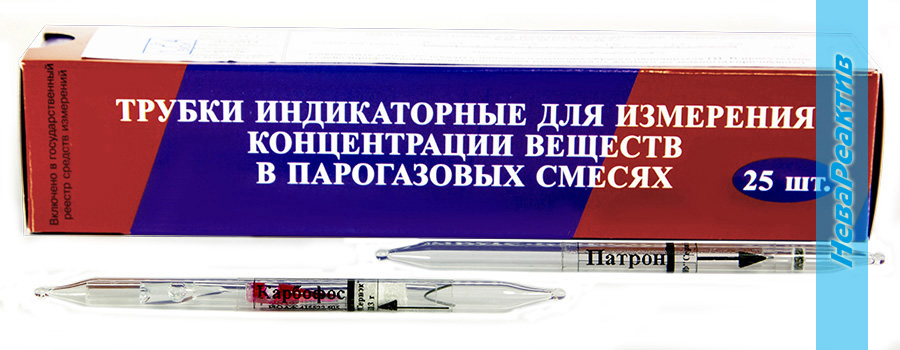 Включено в государственный
реестр средств измерений
ТРУБКИ ИНДИКАТОРНЫЕ ДЛЯ ИЗМЕРЕНИЯ
КОНЦЕНТРАЦИИ ВЕЩЕСТВ
В ПАРОГАЗОВЫХ СМЕСЯХ
25 шт.
НеваРеактив
Патрон
Карбофос